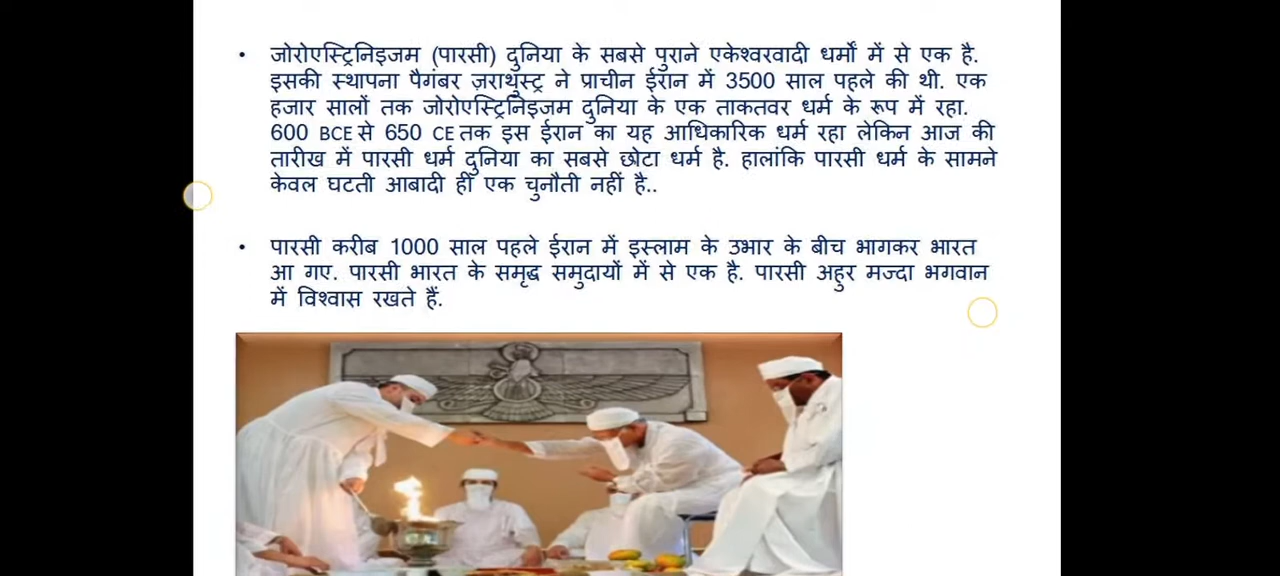 • जोरोएस्ट्रिनिइजम (पारसी) दुनिया के सबसे पुराने एकेश्वरवादी धर्मों में से एक है.
इसकी स्थापना पैगंबर ज़राथुस्ट्र ने प्राचीन ईरान में 3500 साल पहले की थी. एक
हजार सालों तक जोरोएस्ट्रिनिइजम दुनिया के एक ताकतवर धर्म के रूप में रहा.
600 BCE से 650 CE तक इस ईरान का यह आधिकारिक धर्म रहा लेकिन आज की
तारीख में पारसी धर्म दुनिया का सबसे छोटा धर्म है. हालांकि पारसी धर्म के सामने
केवल घटती आबादी ही एक चुनौती नहीं है..
• पारसी करीब 1000 साल पहले ईरान में इस्लाम के उभार के बीच भागकर भारत
आ गए. पारसी भारत के समृद्ध समुदायों में से एक है. पारसी अहुर मज्दा भगवान
में विश्वास रखते हैं.